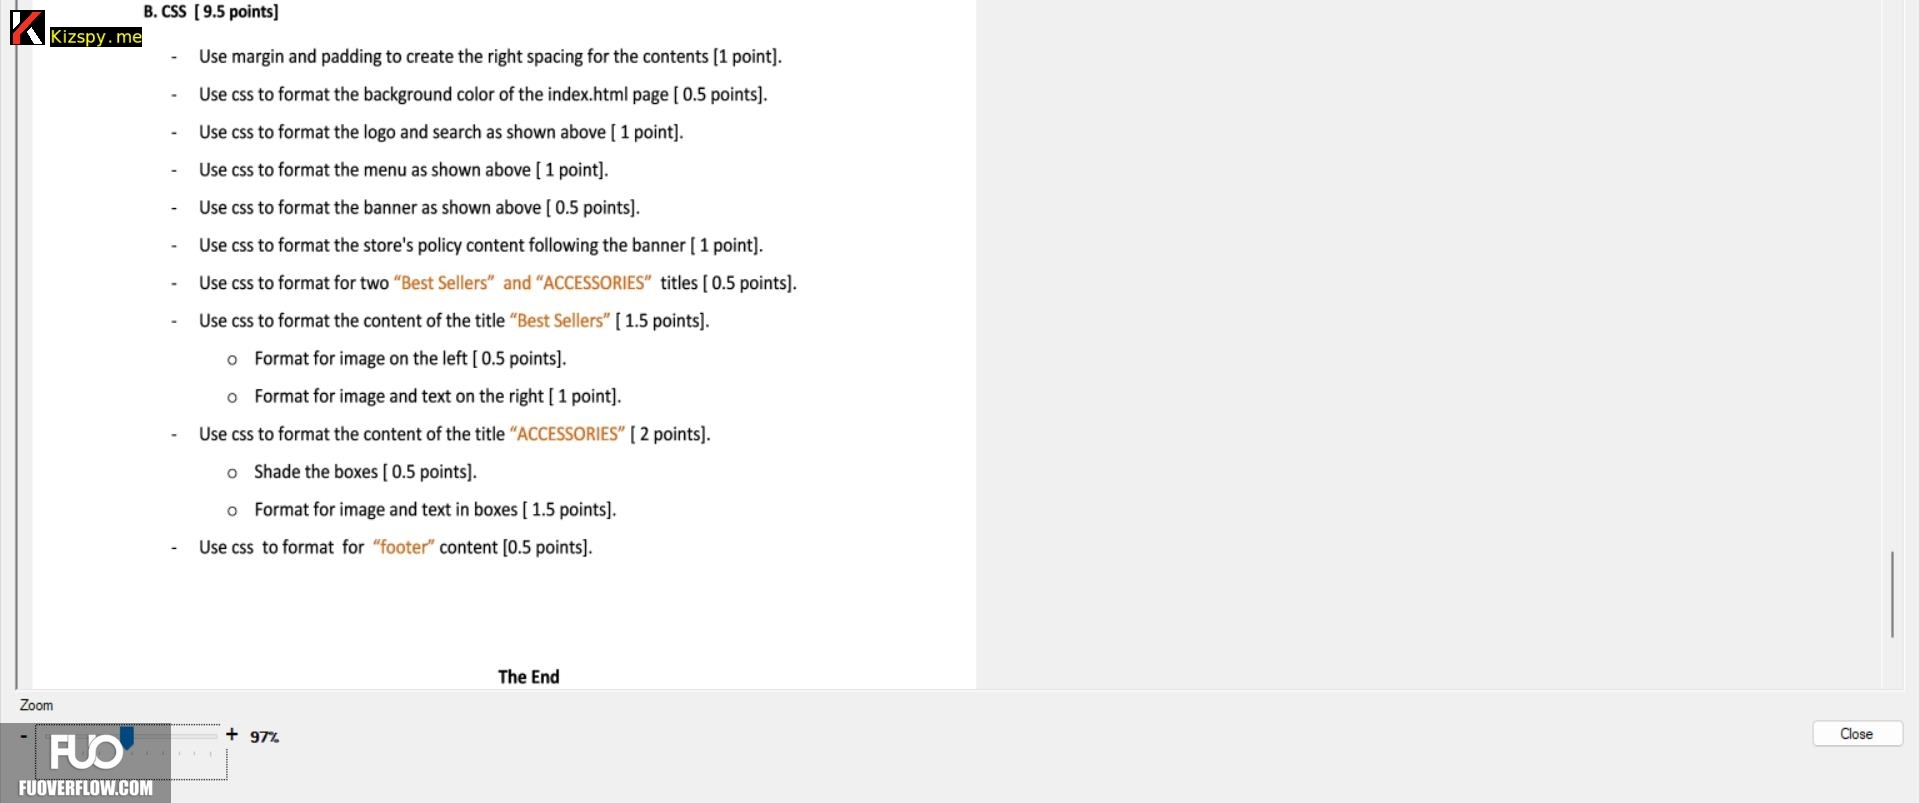 B. CSS [ 9.5 points]
Kizspy.me
- Use margin and padding to create the right spacing for the contents [1 point].
- Use css to format the background color of the index.html page [ 0.5 points].
- Use css to format the logo and search as shown above [ 1 point].
- Use css to format the menu as shown above [ 1 point].
- Use css to format the banner as shown above [ 0.5 points].
- Use css to format the store's policy content following the banner [ 1 point].
- Use css to format for two “Best Sellers” and “ACCESSORIES” titles [ 0.5 points].
- Use css to format the content of the title “Best Sellers” [ 1.5 points].
o Format for image on the left [ 0.5 points].
o Format for image and text on the right [ 1 point].
- Use css to format the content of the title “ACCESSORIES” [ 2 points].
o Shade the boxes [ 0.5 points].
o Format for image and text in boxes [ 1.5 points].
- Use css to format for “footer” content [0.5 points].
The End
Zoom
- + 97%
Close
FUO
FUOVERFLOW.COM